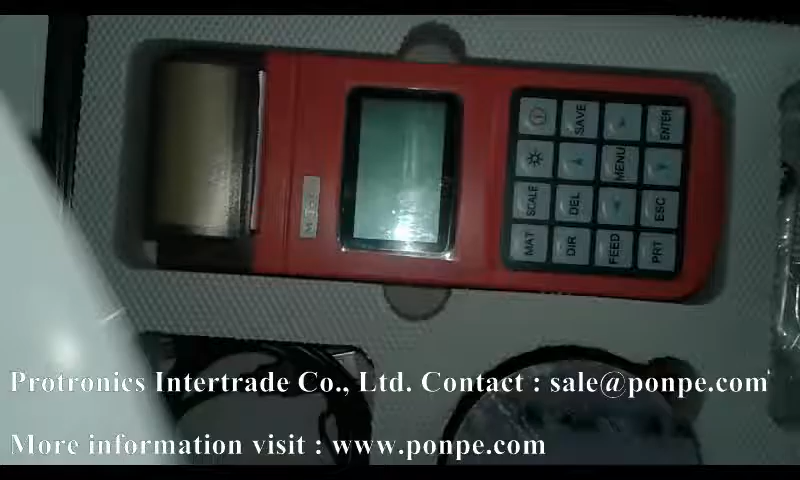 SAVE
ENTER
MENU
SCALE
DEL
ESC
MAT
DIR
FEED
PRT
Protronics Intertrade Co., Ltd. Contact : sale@ponpe.com
More information visit : www.ponpe.com